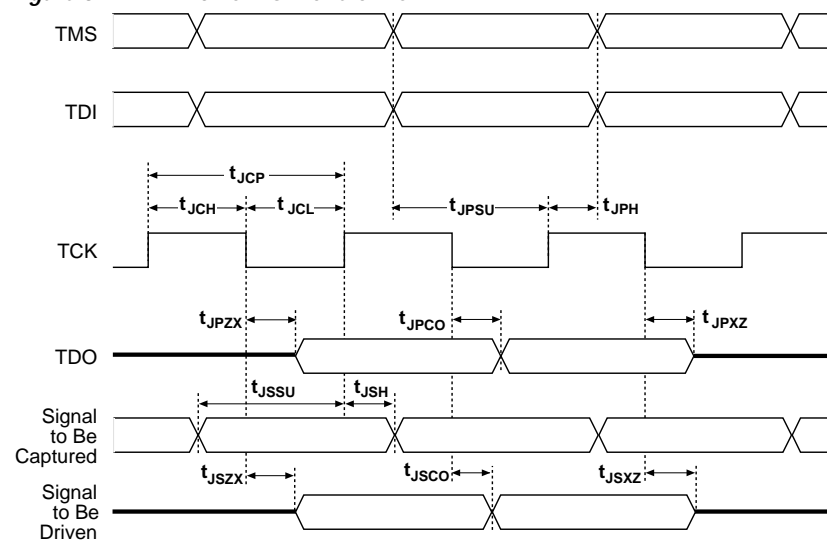 TMS
TDI
tJCP
tJCH
tJCL
tJPSU
tJPH
TCK
tJPZX
tJPCO
tJPXZ
TDO
tJSSU
tJSH
Signal
to Be
Captured
tJSZX
tJSCO
tJSXZ
Signal
to Be
Driven